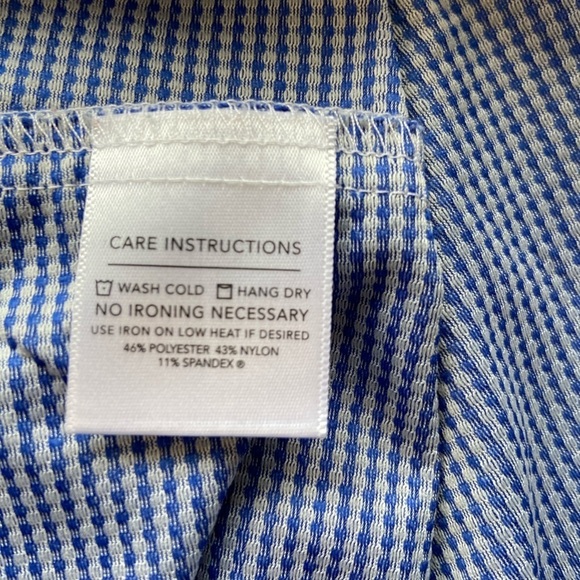 CARE INSTRUCTIONS
WASH COLD HANG DRY
NO IRONING NECESSARY
USE IRON ON LOW HEAT IF DESIRED
46% POLYESTER 43% NYLON
11% SPANDEX ®